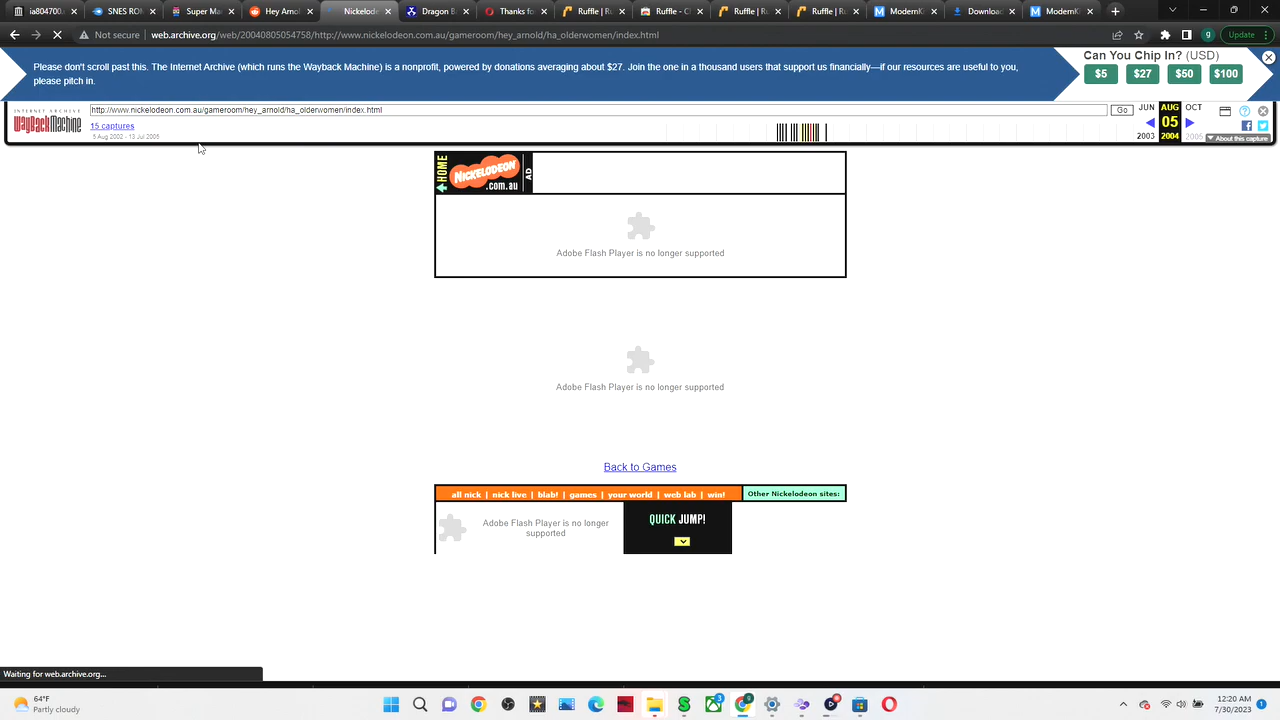 ia804700.
SNES ROM
Super Ma
Hey Arnol
Nickelode
Dragon B
Thanks fo
Ruffle | R
Ruffle - C
Ruffle | R
Ruffle | R
ModernK
Download
ModernK
Not secure
web.archive.org/web/20040805054758/http://www.nickelodeon.com.au/gameroom/hey_arnold/ha_olderwomen/index.html
g
Update
Please don't scroll past this. The Internet Archive (which runs the Wayback Machine) is a nonprofit, powered by donations averaging about $27. Join the one in a thousand users that support us financially—if our resources are useful to you,
please pitch in.
Can You Chip In? (USD)
$5 $27 $50 $100
INTERNET ARCHIVE
WayBackMachine
http://www.nickelodeon.com.au/gameroom/hey_arnold/ha_olderwomen/index.html
Go
15 captures
5 Aug 2002 - 13 Jul 2005
JUN AUG OCT
05
2003 2004 2005
About this capture
HOME
NICKELODEON
.com.au
AD
Adobe Flash Player is no longer supported
Adobe Flash Player is no longer supported
Back to Games
all nick | nick live | blab! | games | your world | web lab | win!
Other Nickelodeon sites:
Adobe Flash Player is no longer
supported
QUICK JUMP!
Waiting for web.archive.org...
64°F
Partly cloudy
3
9
12:20 AM
7/30/2023
1